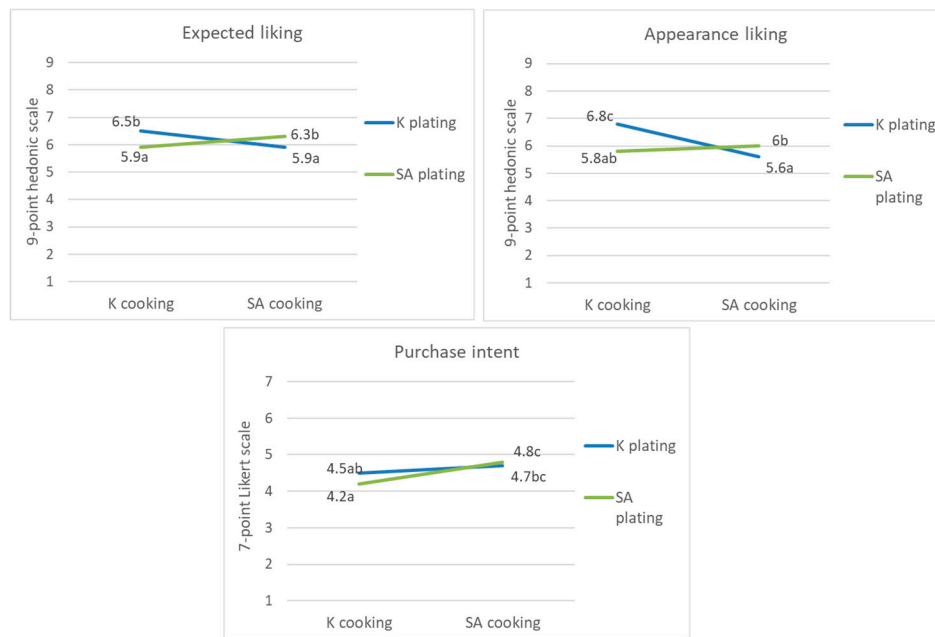 Expected liking
9-point hedonic scale
9
8
7
6
5
4
3
2
1
6.5b
5.9a
6.3b
5.9a
K cooking
SA cooking
K plating
SA plating
Appearance liking
9-point hedonic scale
9
8
7
6
5
4
3
2
1
6.8c
5.8ab
6b
5.6a
K cooking
SA cooking
K plating
SA
plating
Purchase intent
7-point Likert scale
7
6
5
4
3
2
1
4.5ab
4.2a
4.8c
4.7bc
K cooking
SA cooking
K plating
SA
plating